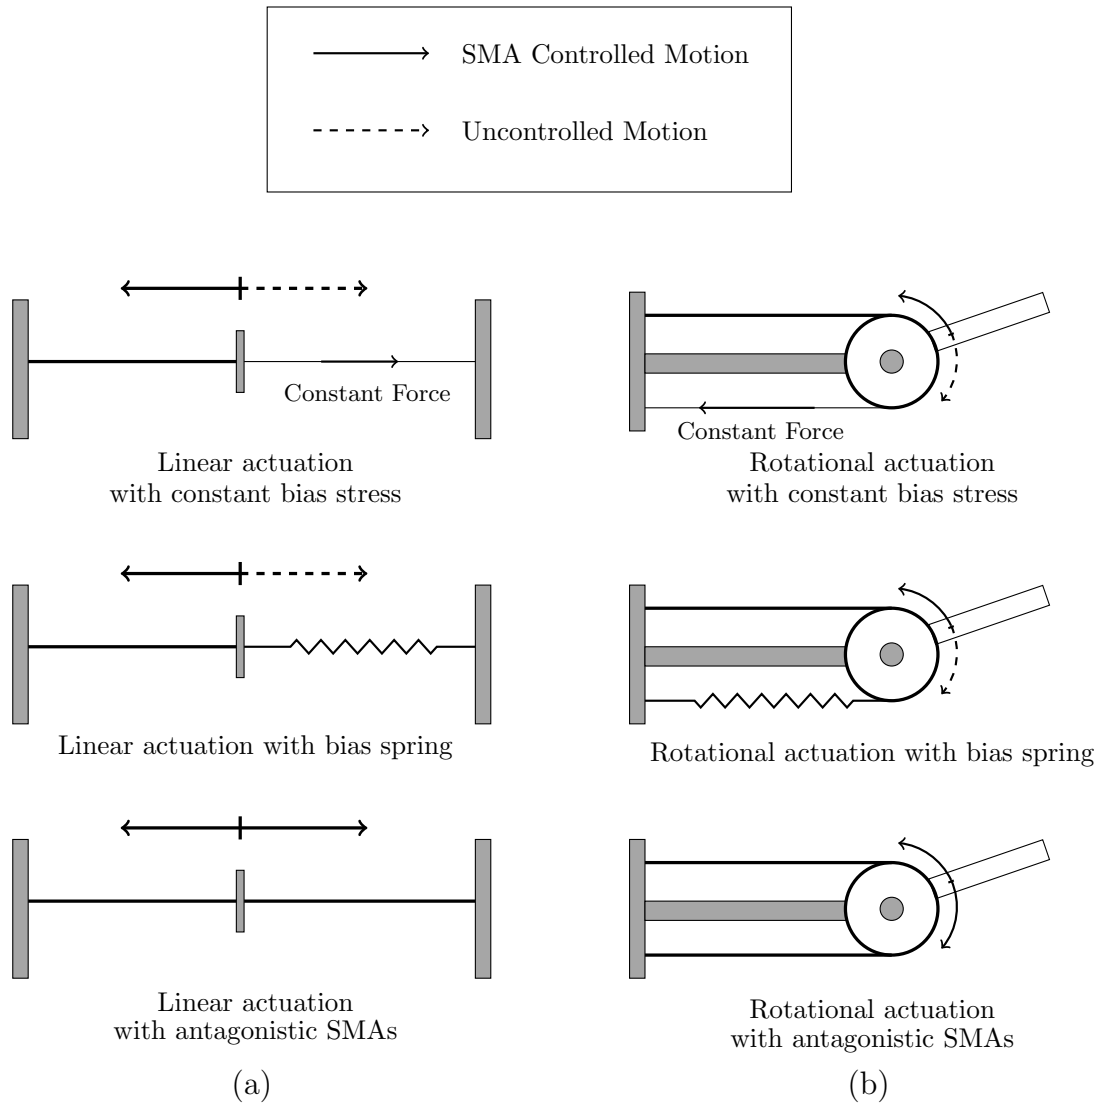 SMA Controlled Motion
Uncontrolled Motion
Constant Force
Linear actuation
with constant bias stress
Constant Force
Rotational actuation
with constant bias stress
Linear actuation with bias spring
Rotational actuation with bias spring
Linear actuation
with antagonistic SMAs
Rotational actuation
with antagonistic SMAs
(a)
(b)